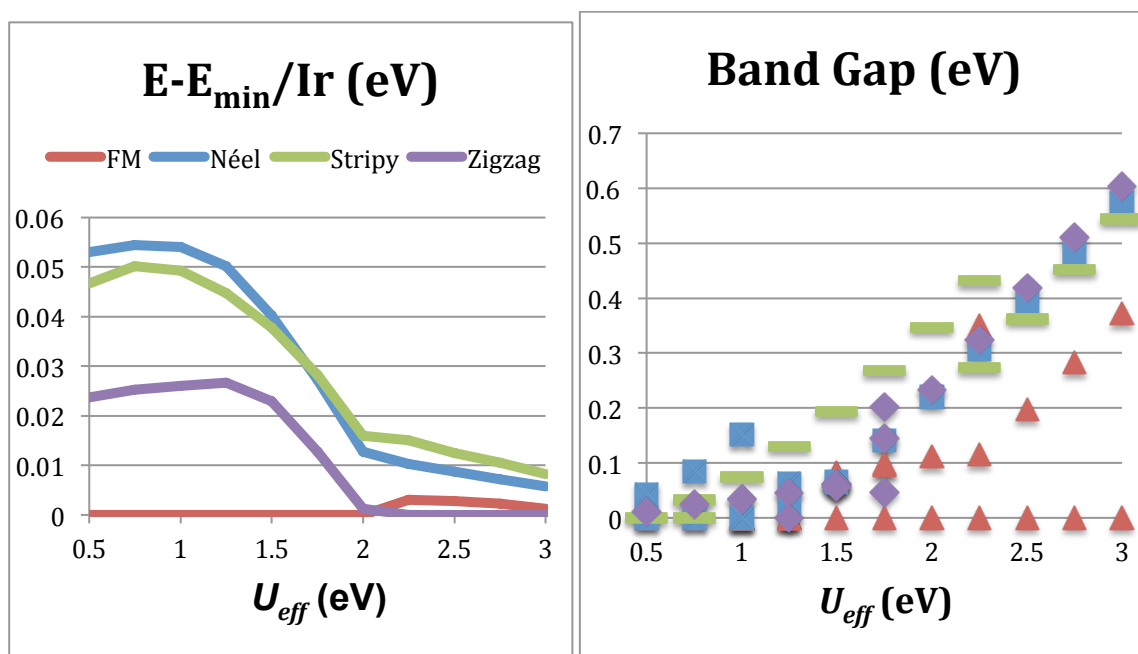 E-Emin/Ir (eV)
FM Néel Stripy Zigzag
0.06
0.05
0.04
0.03
0.02
0.01
0
0.5 1 1.5 2 2.5 3
Ueff (eV)
Band Gap (eV)
0.7
0.6
0.5
0.4
0.3
0.2
0.1
0
0.5 1 1.5 2 2.5 3
Ueff (eV)